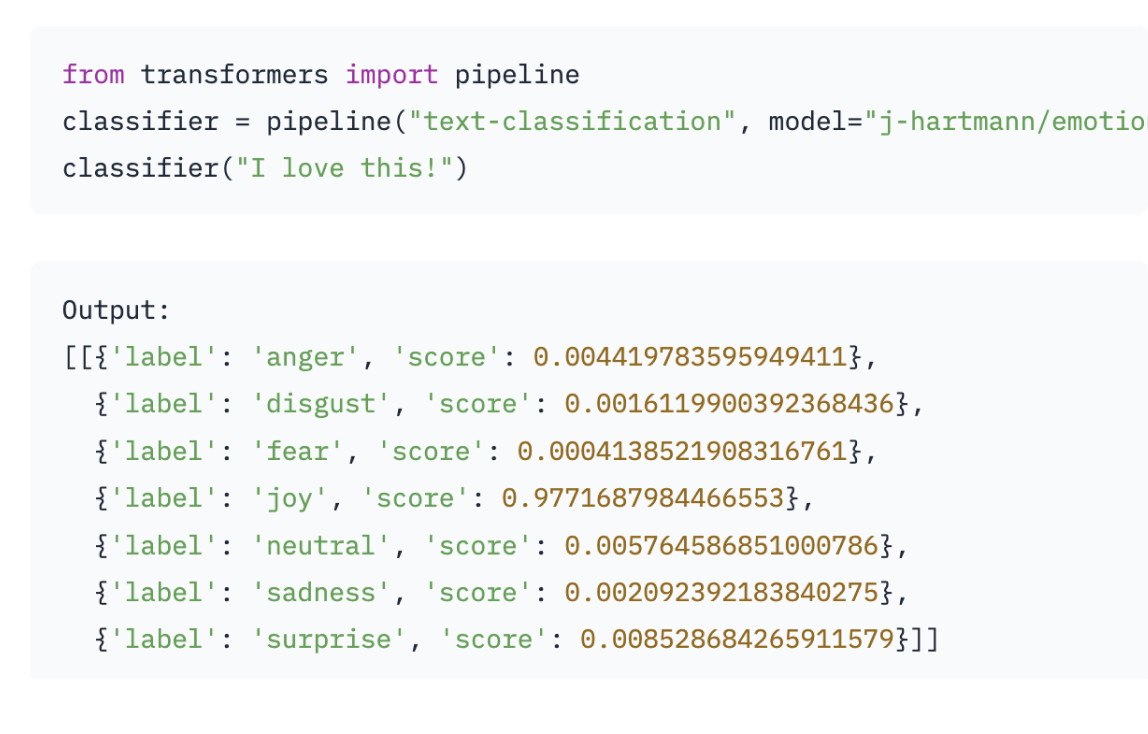 from transformers import pipeline
classifier = pipeline("text-classification", model="j-hartmann/emotio
classifier("I love this!")
Output:
[[{'label': 'anger', 'score': 0.004419783595949411},
  {'label': 'disgust', 'score': 0.0016119900392368436},
  {'label': 'fear', 'score': 0.0004138521908316761},
  {'label': 'joy', 'score': 0.9771687984466553},
  {'label': 'neutral', 'score': 0.005764586851000786},
  {'label': 'sadness', 'score': 0.002092392183840275},
  {'label': 'surprise', 'score': 0.008528684265911579}]]